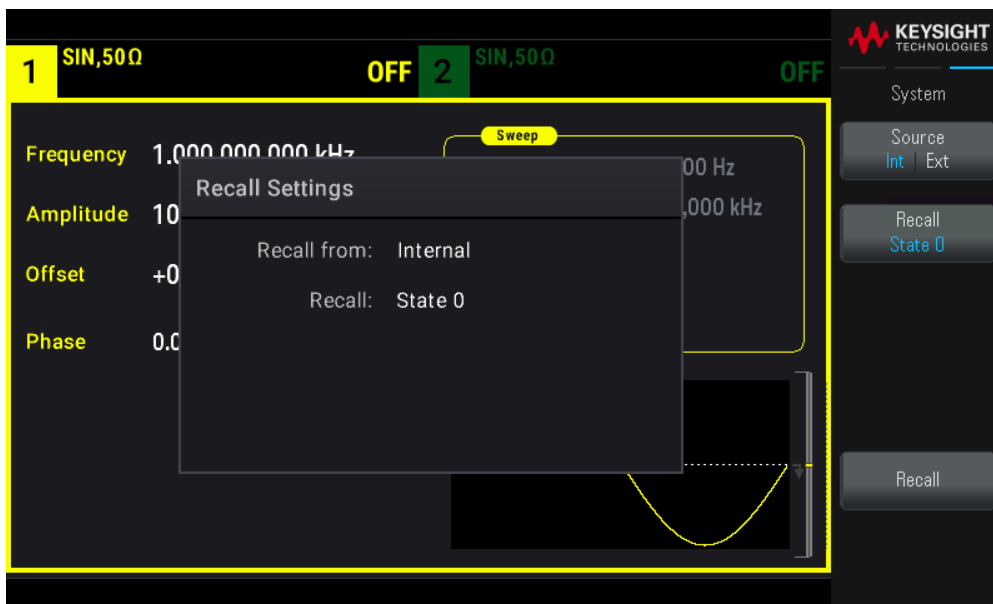 KEYSIGHT
TECHNOLOGIES
1 SIN,50Ω OFF 2 SIN,50Ω OFF
System
Sweep
Source
Int Ext
Frequency 1.000,000,000 kHz
00 Hz
Recall Settings
Amplitude 10
,000 kHz
Recall
State 0
Recall from: Internal
Offset +0
Recall: State 0
Phase 0.0
Recall